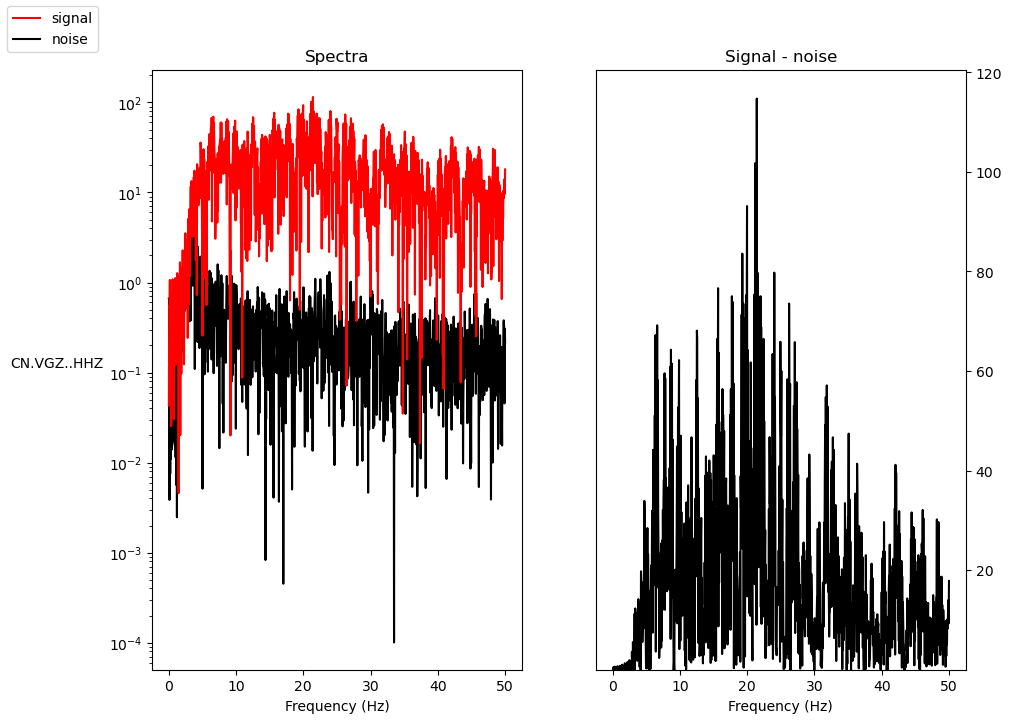 signal
noise
Spectra
Signal - noise
10²
10¹
10⁰
10⁻¹
10⁻²
10⁻³
10⁻⁴
CN.VGZ..HHZ
120
100
80
60
40
20
0 10 20 30 40 50
0 10 20 30 40 50
Frequency (Hz)
Frequency (Hz)